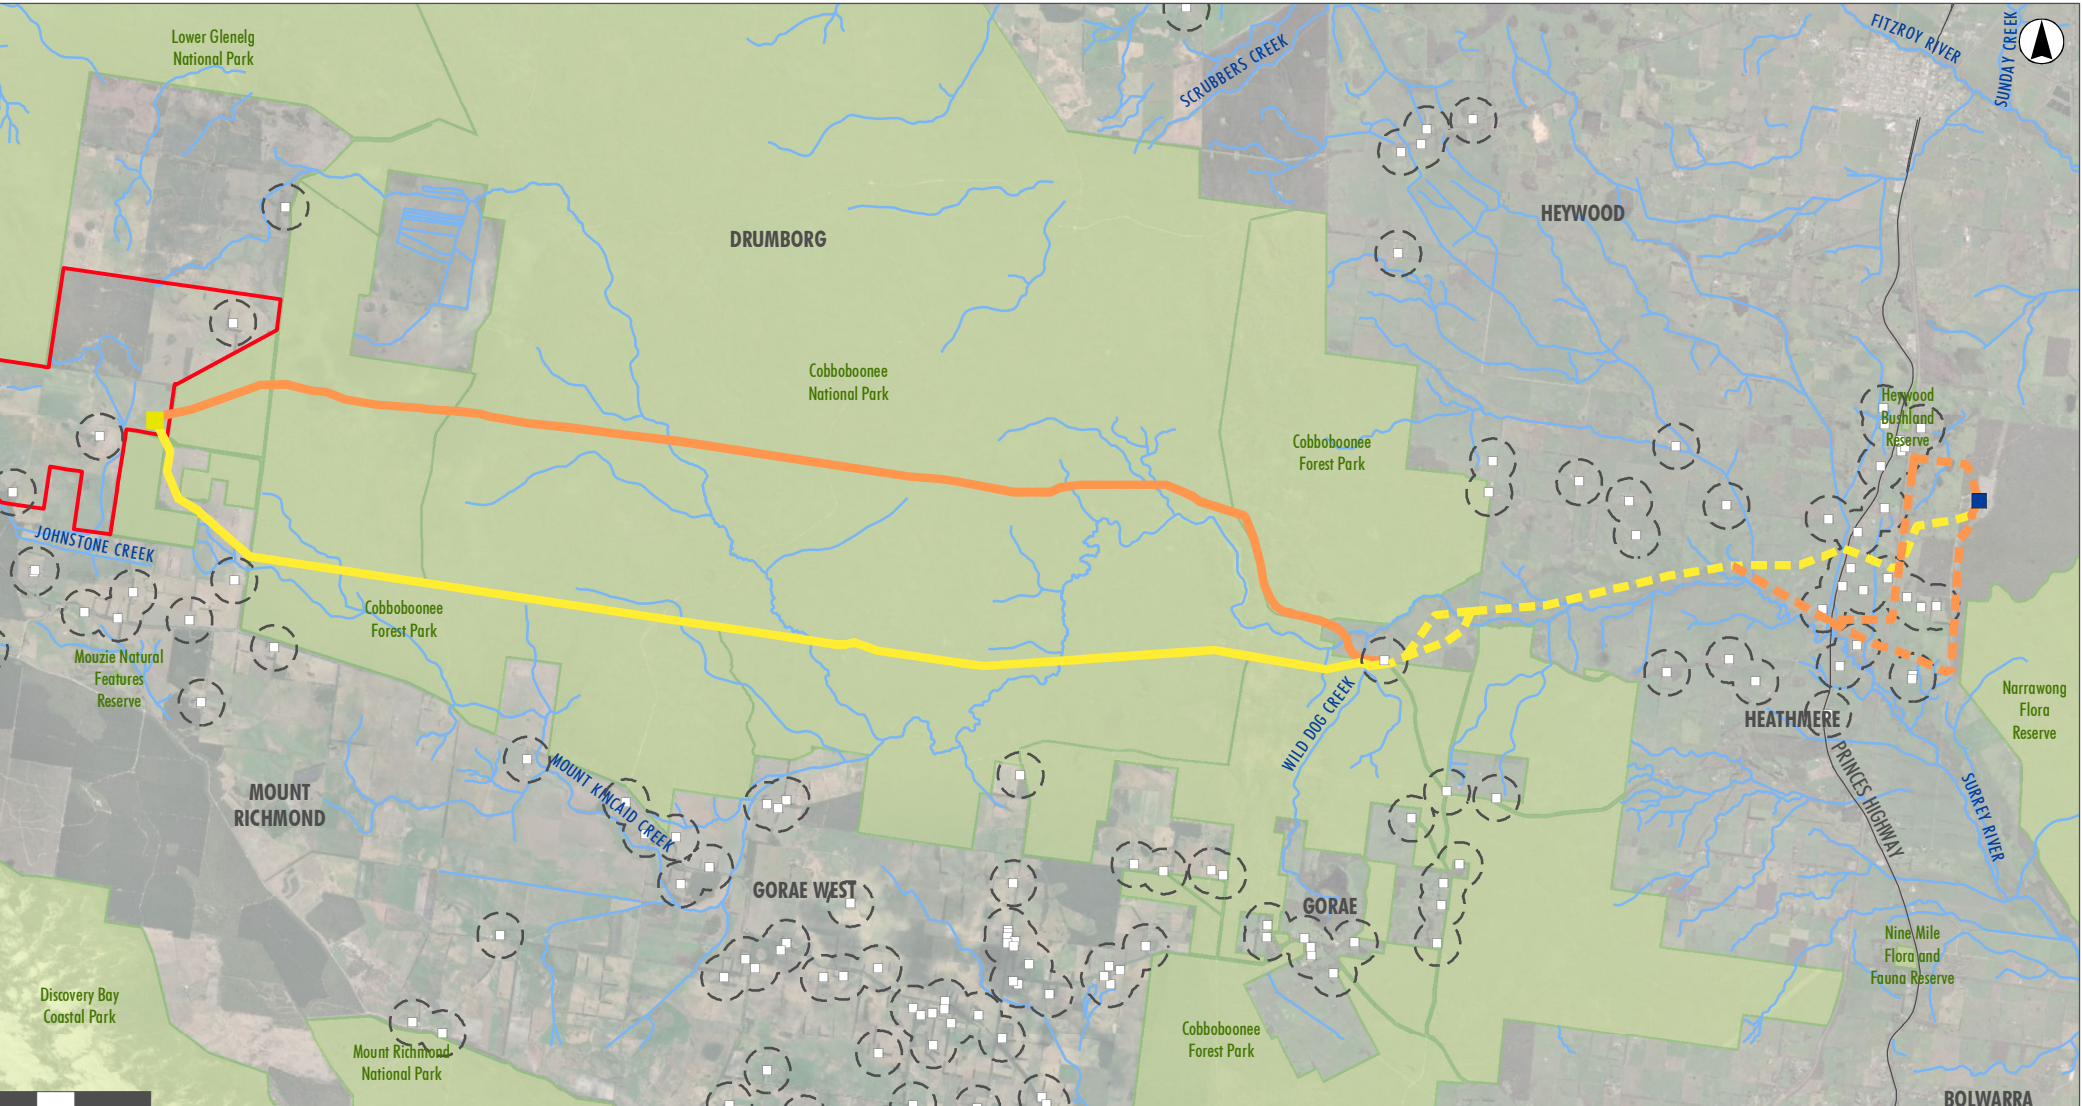 Lower Glenelg
National Park
FITZROY RIVER
SUNDAY CREEK
SCRUBBERS CREEK
HEYWOOD
DRUMBORG
Cobboboonee
National Park
Heywood
Bushland
Reserve
Cobboboonee
Forest Park
JOHNSTONE CREEK
Cobboboonee
Forest Park
Mouzie Natural
Features
Reserve
WILD DOG CREEK
HEATHMERE
Narrawong
Flora
Reserve
MOUNT
RICHMOND
MOUNT KINCAID CREEK
PRINCES HIGHWAY
SURREY RIVER
GORAE WEST
GORAE
Nine Mile
Flora and
Fauna Reserve
Discovery Bay
Coastal Park
Mount Richmond
National Park
Cobboboonee
Forest Park
BOLWARRA